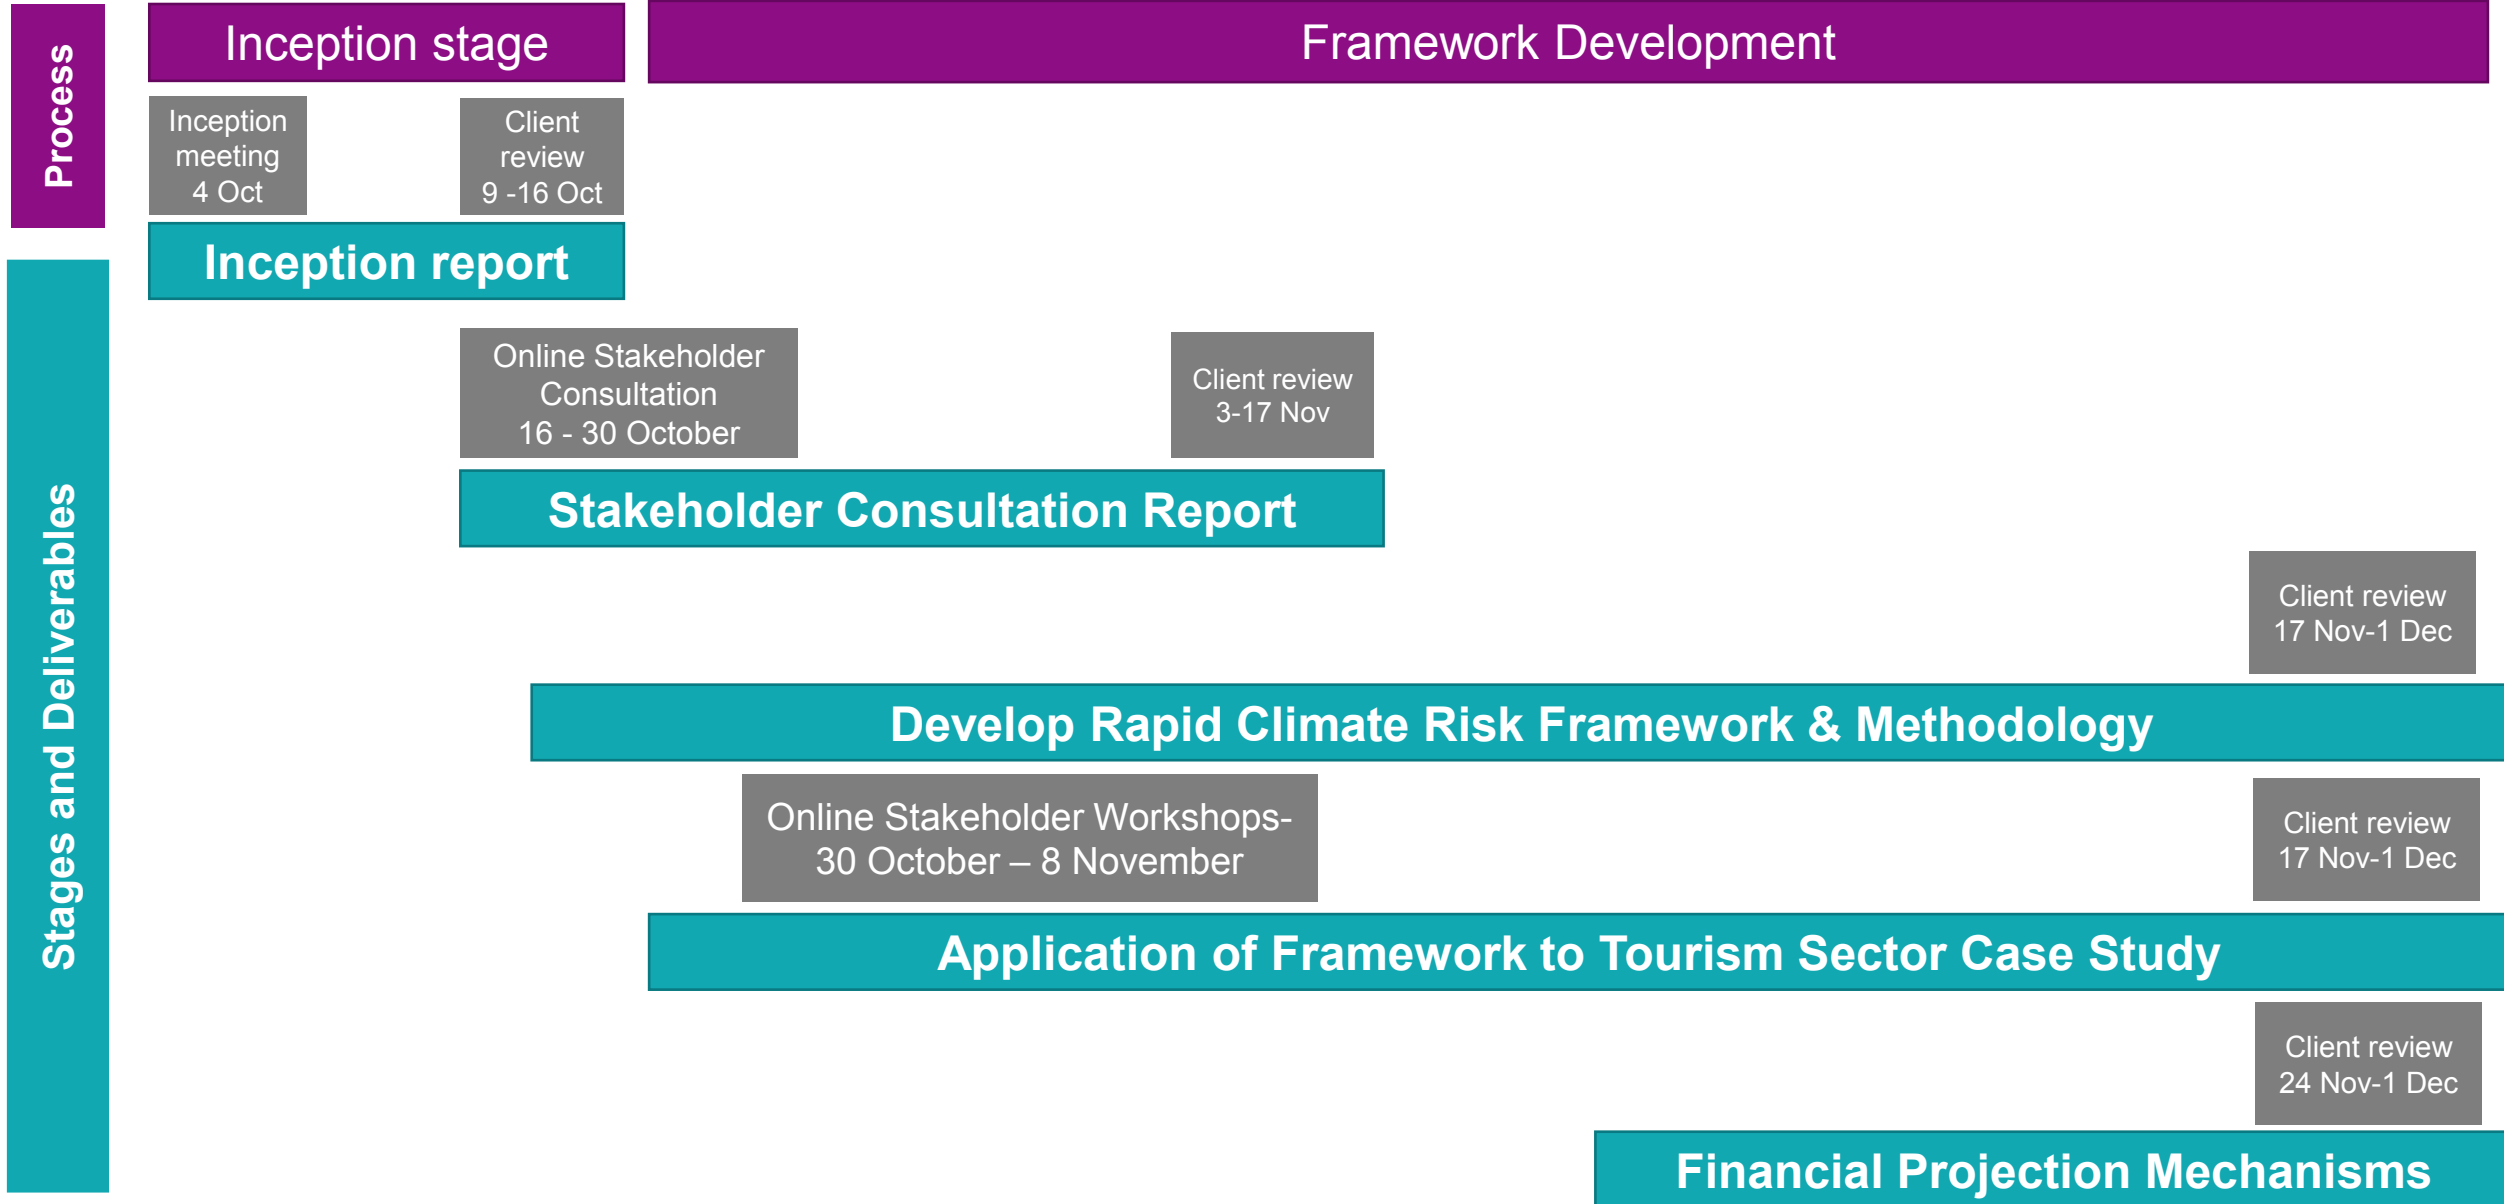 Process
Inception stage
Framework Development
Inception
meeting
4 Oct
Client
review
9 -16 Oct
Inception report
Stages and Deliverables
Online Stakeholder
Consultation
16 - 30 October
Client review
3-17 Nov
Stakeholder Consultation Report
Client review
17 Nov-1 Dec
Develop Rapid Climate Risk Framework & Methodology
Online Stakeholder Workshops-
30 October – 8 November
Client review
17 Nov-1 Dec
Application of Framework to Tourism Sector Case Study
Client review
24 Nov-1 Dec
Financial Projection Mechanisms